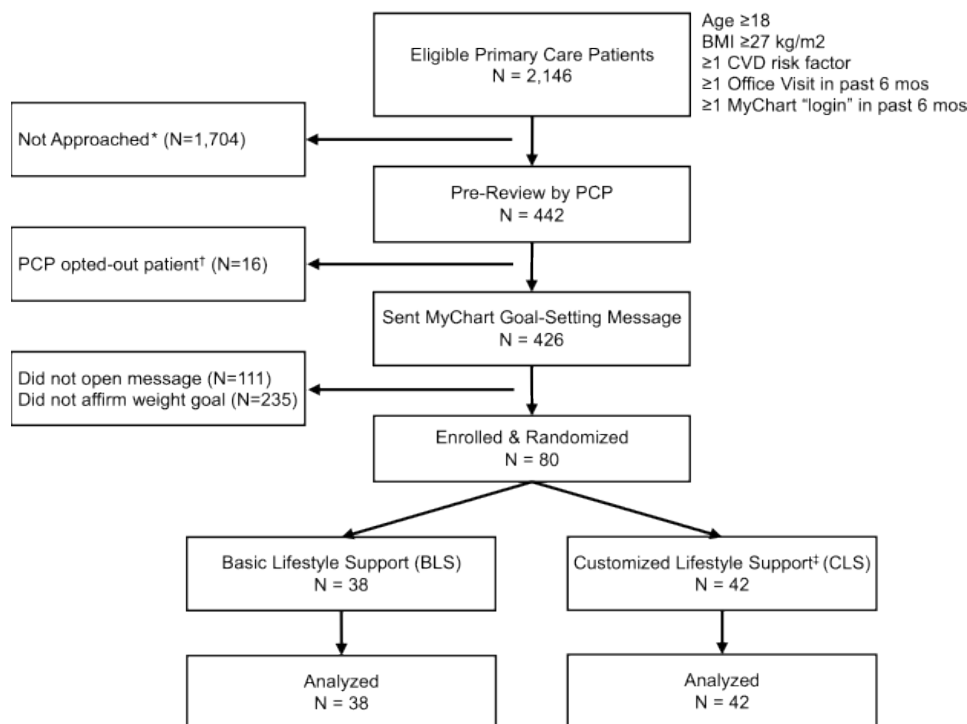 Eligible Primary Care Patients
N = 2,146
Age ≥18
BMI ≥27 kg/m2
≥1 CVD risk factor
≥1 Office Visit in past 6 mos
≥1 MyChart “login” in past 6 mos
Not Approached* (N=1,704)
Pre-Review by PCP
N = 442
PCP opted-out patient† (N=16)
Sent MyChart Goal-Setting Message
N = 426
Did not open message (N=111)
Did not affirm weight goal (N=235)
Enrolled & Randomized
N = 80
Basic Lifestyle Support (BLS)
N = 38
Customized Lifestyle Support‡ (CLS)
N = 42
Analyzed
N = 38
Analyzed
N = 42